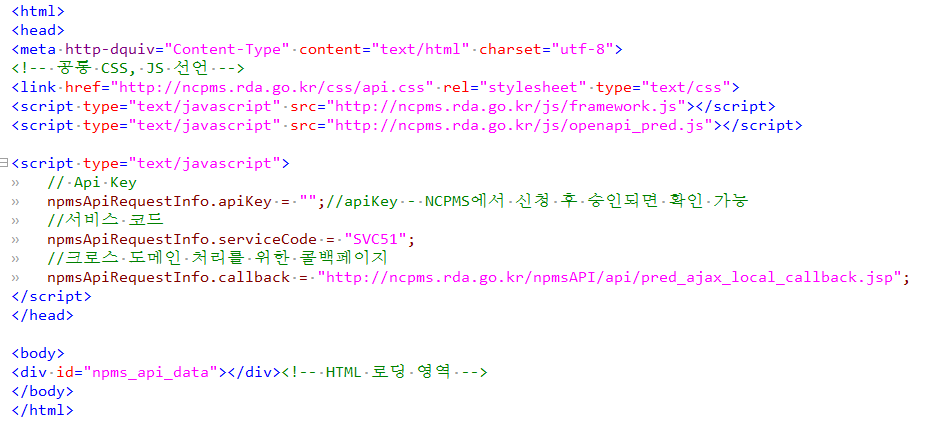 <html>
<head>
<meta http-dquiv="Content-Type" content="text/html" charset="utf-8">
<!-- 공통 CSS, JS 선언 -->
<link href="http://ncpms.rda.go.kr/css/api.css" rel="stylesheet" type="text/css">
<script type="text/javascript" src="http://ncpms.rda.go.kr/js/framework.js"></script>
<script type="text/javascript" src="http://ncpms.rda.go.kr/js/openapi_pred.js"></script>
<script type="text/javascript">
// Api Key
npmsApiRequestInfo.apiKey = "";//apiKey - NCPMS에서 신청 후 승인되면 확인 가능
//서비스 코드
npmsApiRequestInfo.serviceCode = "SVC51";
//크로스 도메인 처리를 위한 콜백페이지
npmsApiRequestInfo.callback = "http://ncpms.rda.go.kr/npmsAPI/api/pred_ajax_local_callback.jsp";
</script>
</head>
<body>
<div id="npms_api_data"></div><!-- HTML 로딩 영역 -->
</body>
</html>